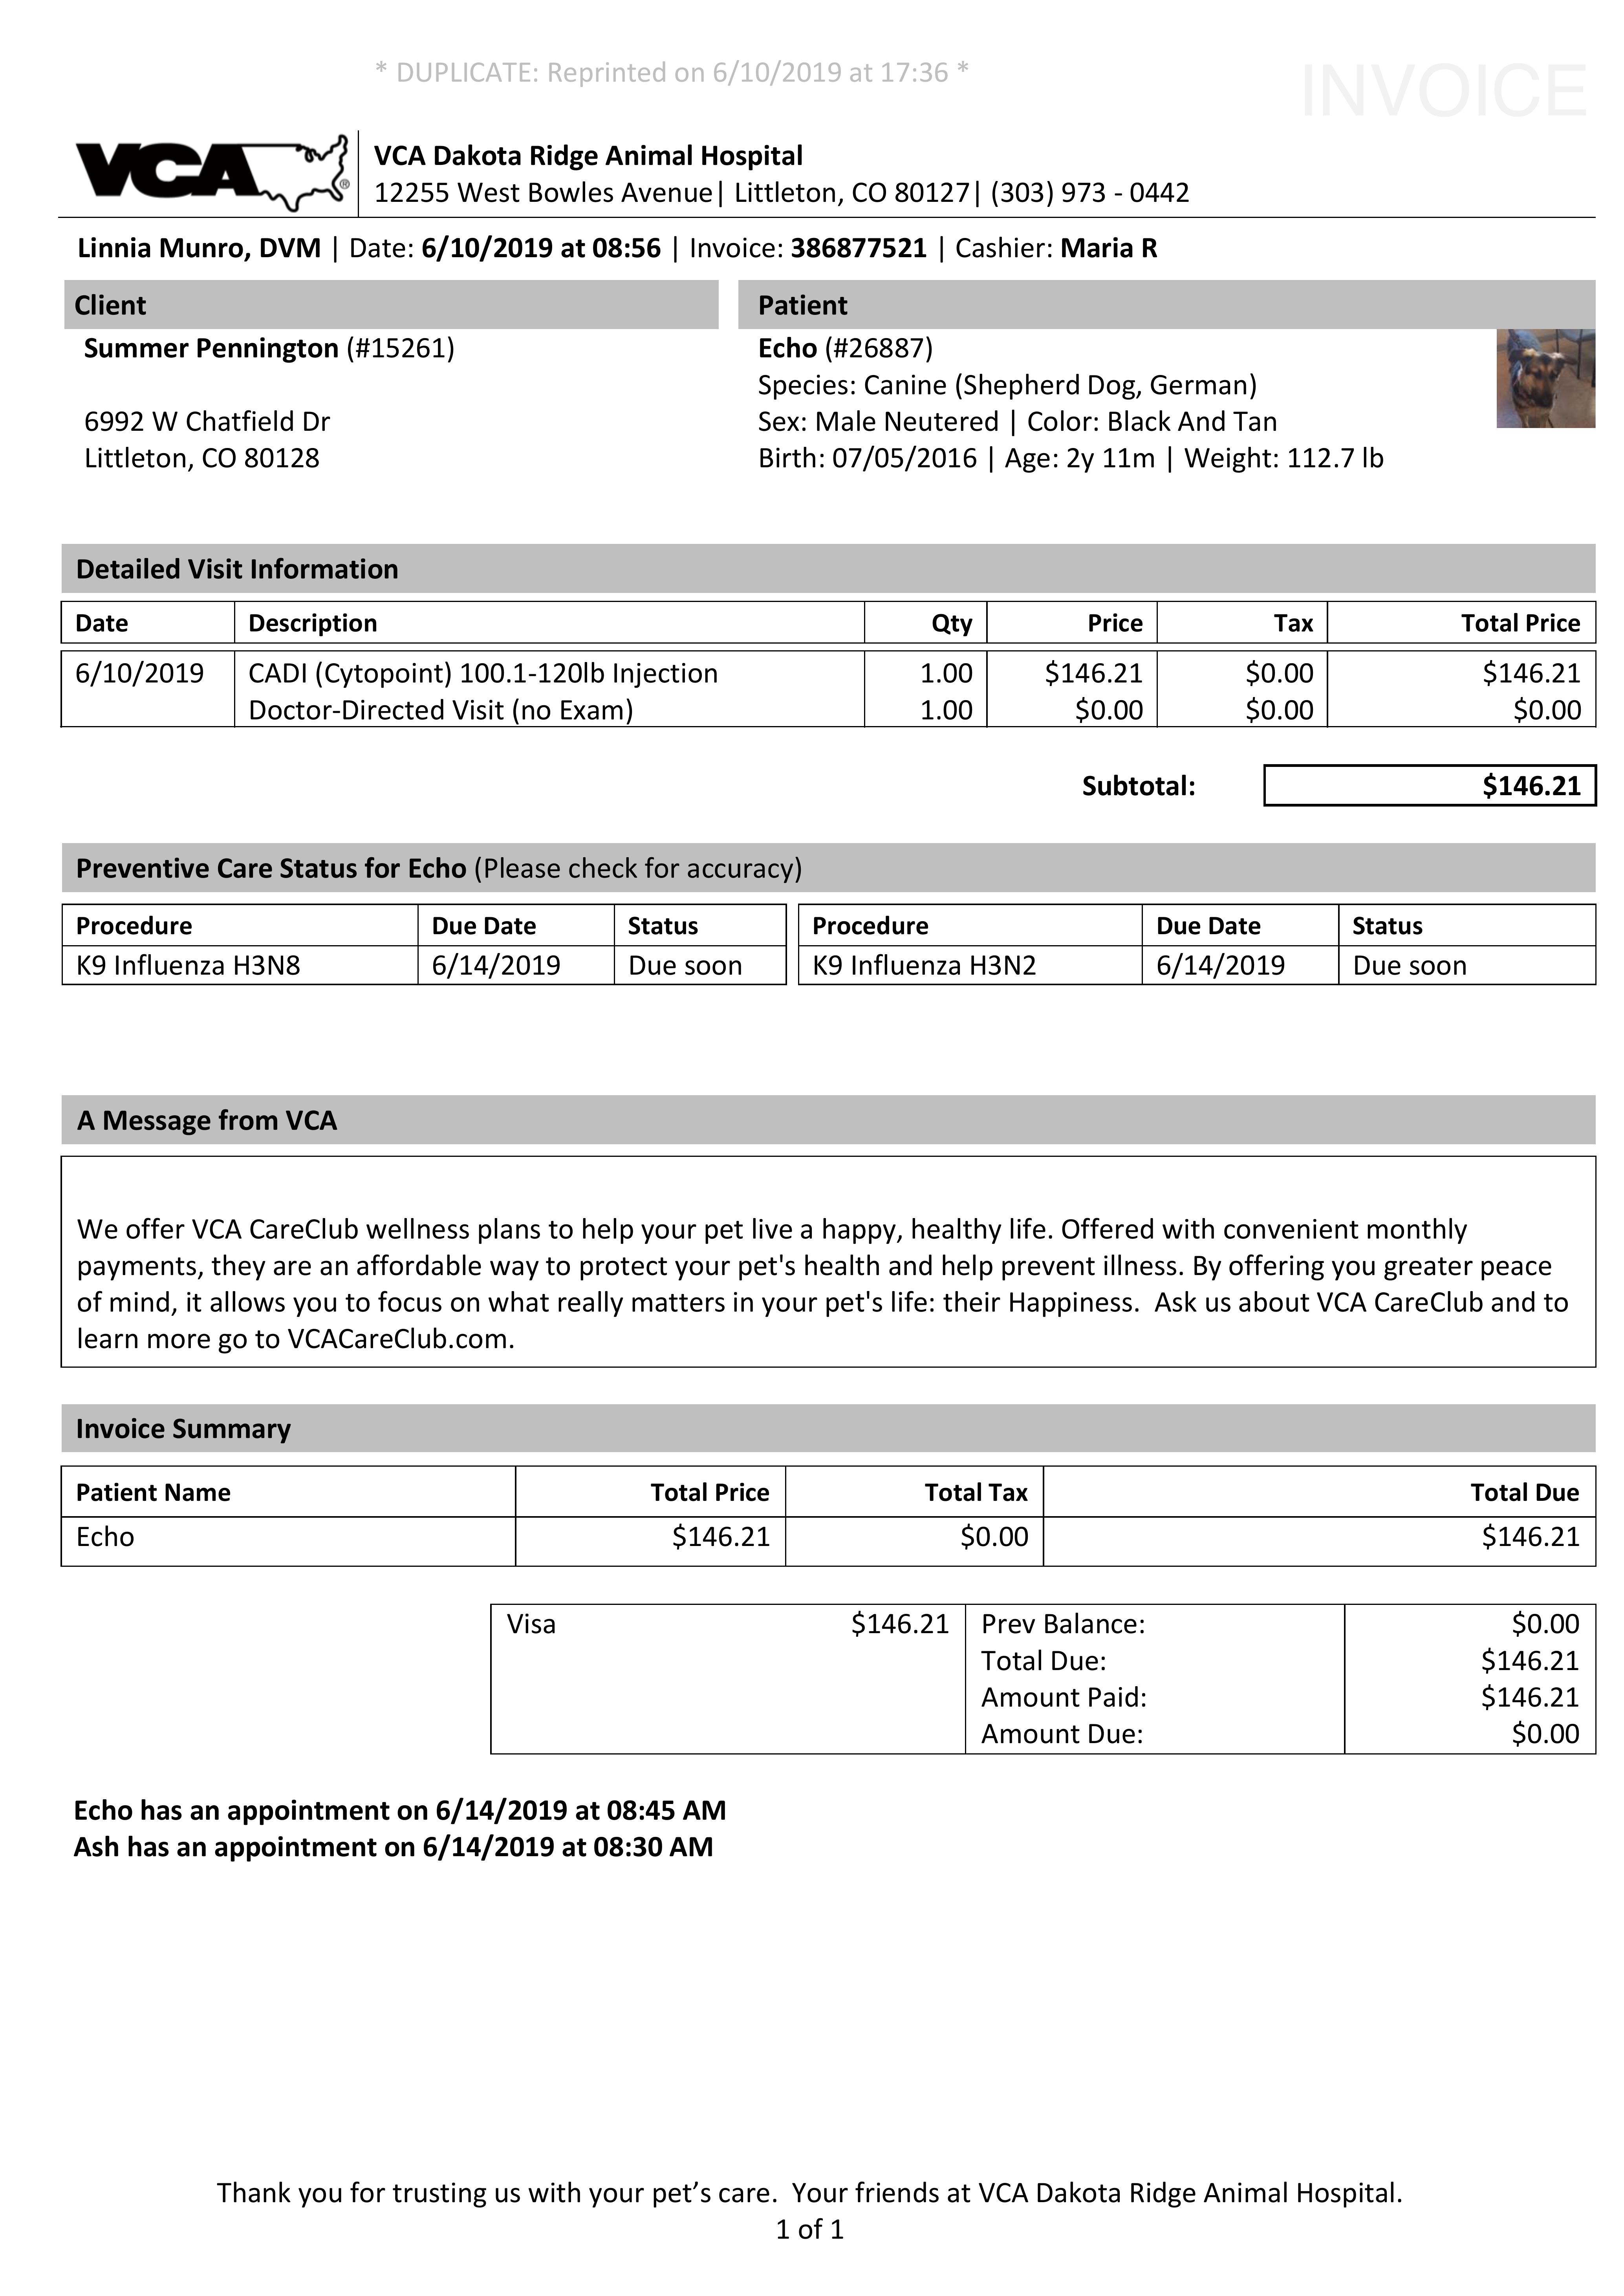 * DUPLICATE: Reprinted on 6/10/2019 at 17:36 *
INVOICE
VCA®
VCA Dakota Ridge Animal Hospital
12255 West Bowles Avenue| Littleton, CO 80127| (303) 973 - 0442
Linnia Munro, DVM | Date: 6/10/2019 at 08:56 | Invoice: 386877521 | Cashier: Maria R
Client
Summer Pennington (#15261)
6992 W Chatfield Dr
Littleton, CO 80128
Patient
Echo (#26887)
Species: Canine (Shepherd Dog, German)
Sex: Male Neutered | Color: Black And Tan
Birth: 07/05/2016 | Age: 2y 11m | Weight: 112.7 lb
Detailed Visit Information
Date Description Qty Price Tax Total Price
6/10/2019 CADI (Cytopoint) 100.1-120lb Injection 1.00 $146.21 $0.00 $146.21
Doctor-Directed Visit (no Exam) 1.00 $0.00 $0.00 $0.00
Subtotal: $146.21
Preventive Care Status for Echo (Please check for accuracy)
Procedure Due Date Status Procedure Due Date Status
K9 Influenza H3N8 6/14/2019 Due soon K9 Influenza H3N2 6/14/2019 Due soon
A Message from VCA
We offer VCA CareClub wellness plans to help your pet live a happy, healthy life. Offered with convenient monthly
payments, they are an affordable way to protect your pet's health and help prevent illness. By offering you greater peace
of mind, it allows you to focus on what really matters in your pet's life: their Happiness.  Ask us about VCA CareClub and to
learn more go to VCACareClub.com.
Invoice Summary
Patient Name Total Price Total Tax Total Due
Echo $146.21 $0.00 $146.21
Visa $146.21 Prev Balance: $0.00
Total Due: $146.21
Amount Paid: $146.21
Amount Due: $0.00
Echo has an appointment on 6/14/2019 at 08:45 AM
Ash has an appointment on 6/14/2019 at 08:30 AM
Thank you for trusting us with your pet’s care.  Your friends at VCA Dakota Ridge Animal Hospital.
1 of 1